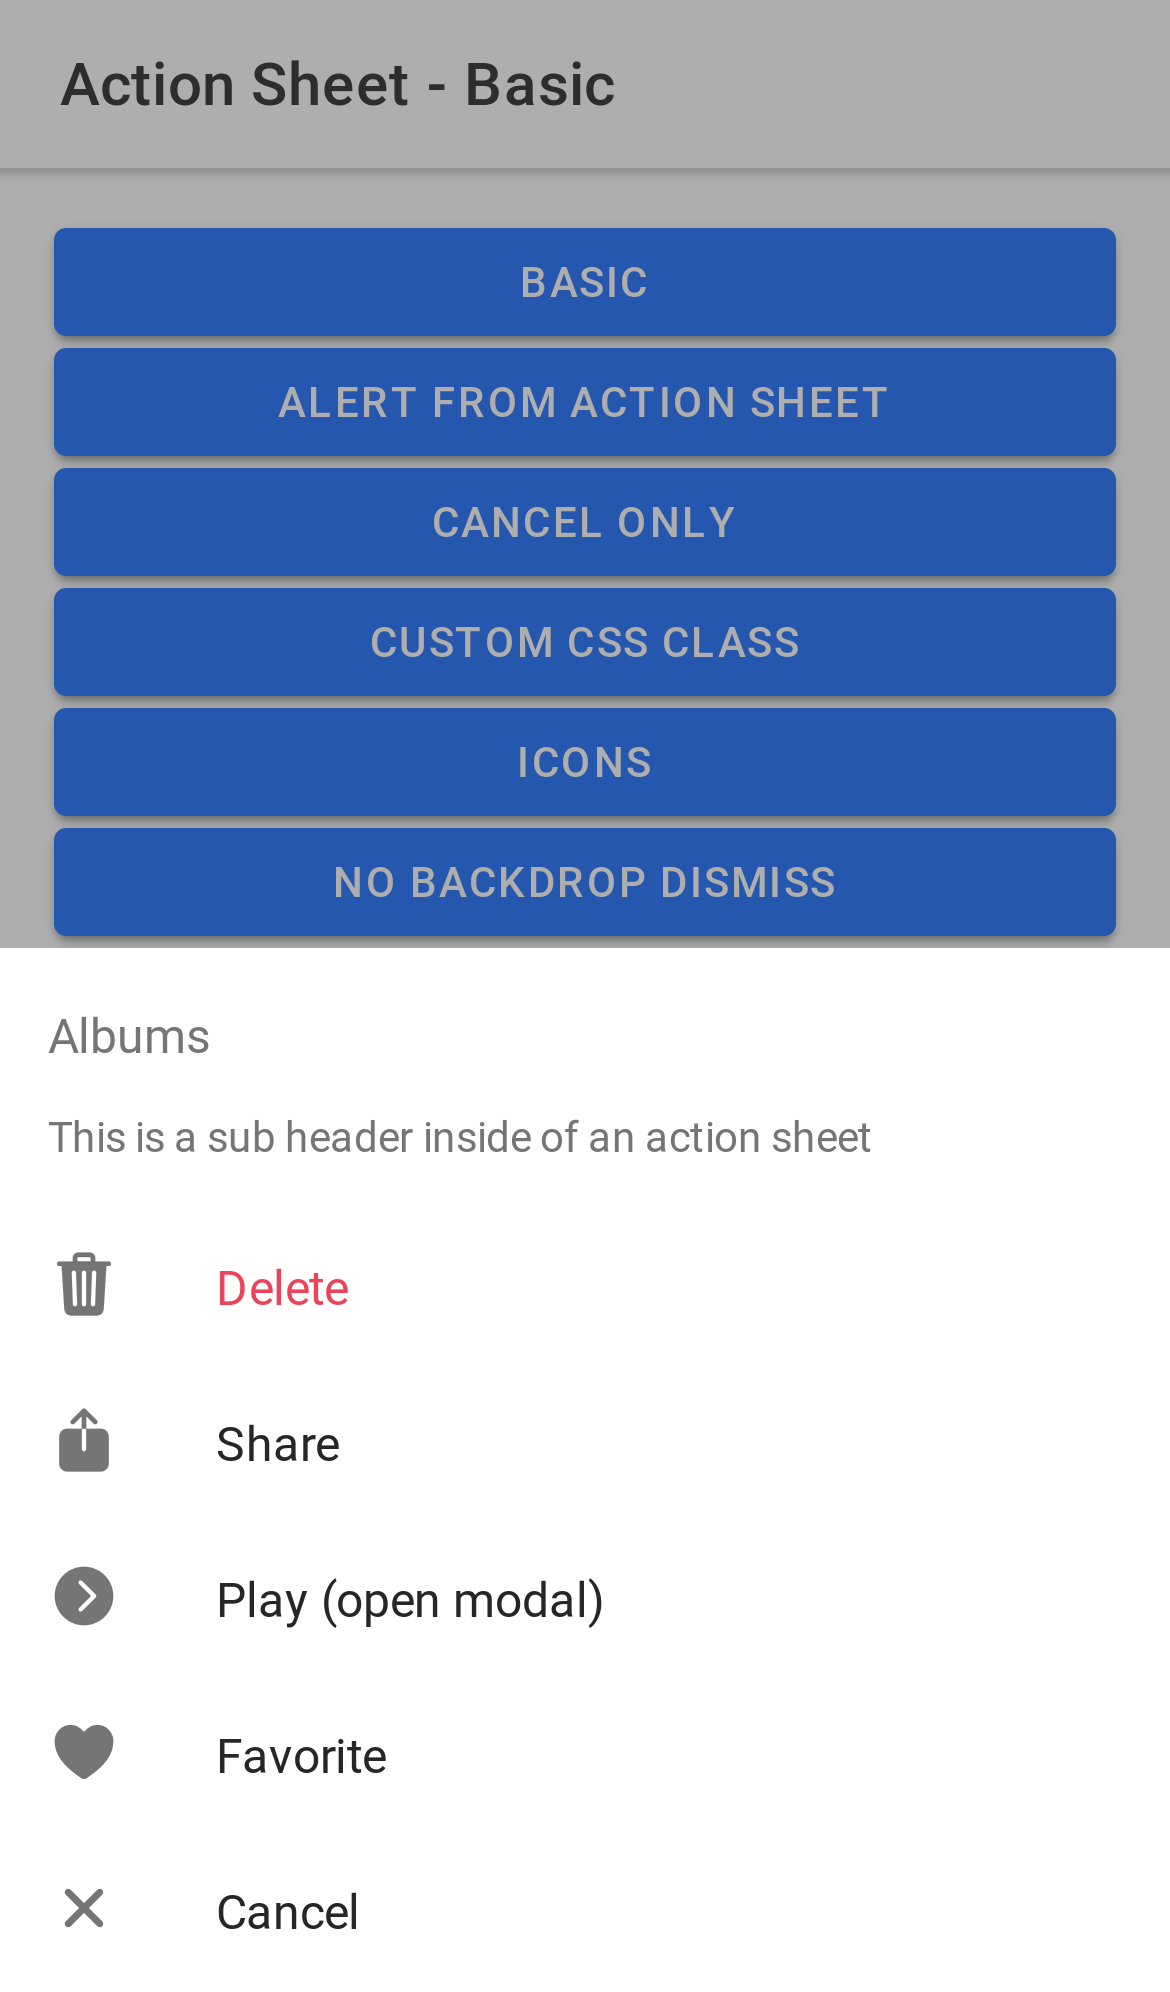 Action Sheet - Basic
BASIC
ALERT FROM ACTION SHEET
CANCEL ONLY
CUSTOM CSS CLASS
ICONS
NO BACKDROP DISMISS
Albums
This is a sub header inside of an action sheet
Delete
Share
Play (open modal)
Favorite
Cancel